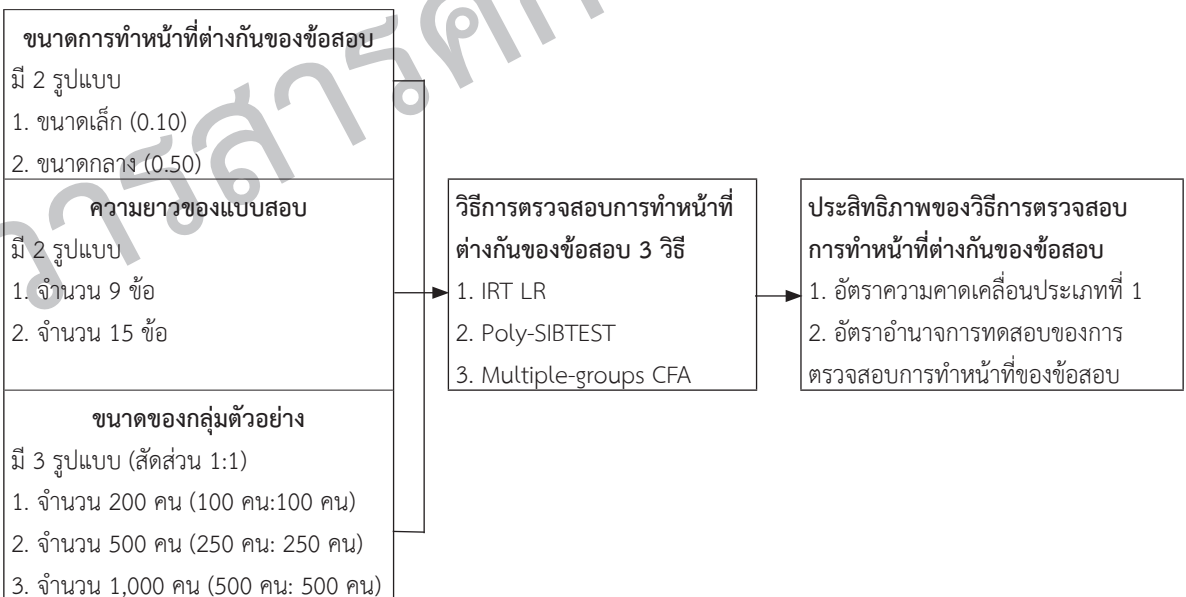 ขนาดการทำหน้าที่ต่างกันของข้อสอบ
มี 2 รูปแบบ
1. ขนาดเล็ก (0.10)
2. ขนาดกลาง (0.50)
ความยาวของแบบสอบ
มี 2 รูปแบบ
1. จำนวน 9 ข้อ
2. จำนวน 15 ข้อ
ขนาดของกลุ่มตัวอย่าง
มี 3 รูปแบบ (สัดส่วน 1:1)
1. จำนวน 200 คน (100 คน:100 คน)
2. จำนวน 500 คน (250 คน: 250 คน)
3. จำนวน 1,000 คน (500 คน: 500 คน)
วิธีการตรวจสอบการทำหน้าที่
ต่างกันของข้อสอบ 3 วิธี
1. IRT LR
2. Poly-SIBTEST
3. Multiple-groups CFA
ประสิทธิภาพของวิธีการตรวจสอบ
การทำหน้าที่ต่างกันของข้อสอบ
1. อัตราความคาดเคลื่อนประเภทที่ 1
2. อัตราอำนาจการทดสอบของการ
ตรวจสอบการทำหน้าที่ของข้อสอบ
วารสารศึก